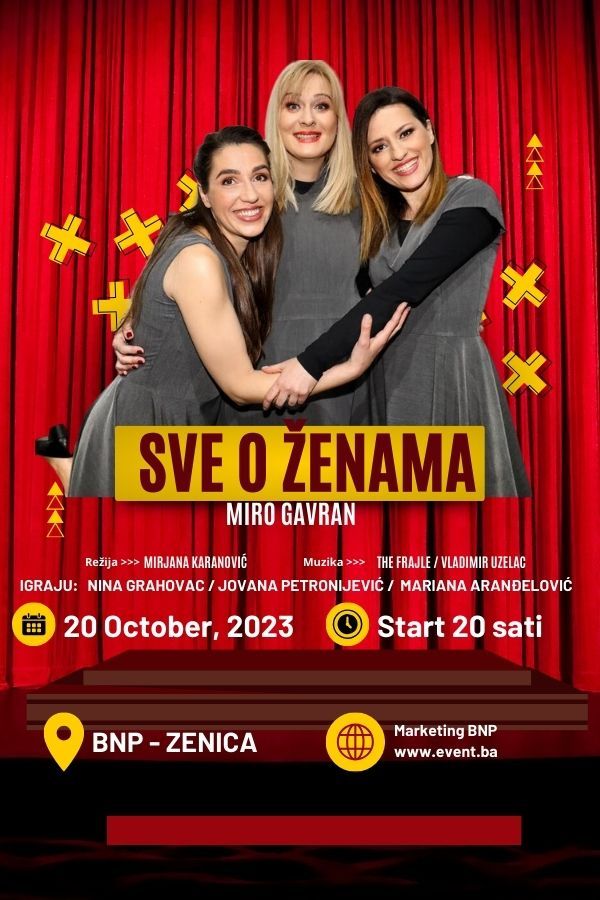 SVE O ŽENAMA
MIRO GAVRAN
Režija >>> MIRJANA KARANOVIĆ Muzika >>> THE FRAJLE / VLADIMIR UZELAC
IGRAJU: NINA GRAHOVAC / JOVANA PETRONIJEVIĆ / MARIANA ARANĐELOVIĆ
20 October, 2023 Start 20 sati
BNP - ZENICA
Marketing BNP
www.event.ba